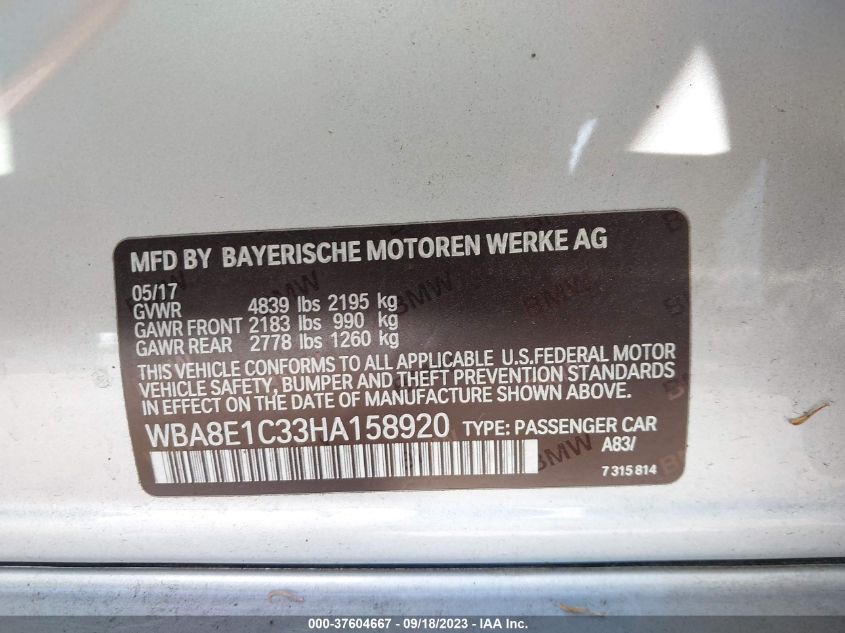 MFD BY BAYERISCHE MOTOREN WERKE AG
05/17
GVWR 4839 lbs 2195 kg
GAWR FRONT 2183 lbs 990 kg
GAWR REAR 2778 lbs 1260 kg
THIS VEHICLE CONFORMS TO ALL APPLICABLE U.S.FEDERAL MOTOR
VEHICLE SAFETY, BUMPER AND THEFT PREVENTION STANDARDS
IN EFFECT ON THE DATE OF MANUFACTURE SHOWN ABOVE.
WBA8E1C33HA158920 TYPE: PASSENGER CAR
A83/
7 315 814
BMW
BMW
BMW
000-37604667 - 09/18/2023 - IAA Inc.